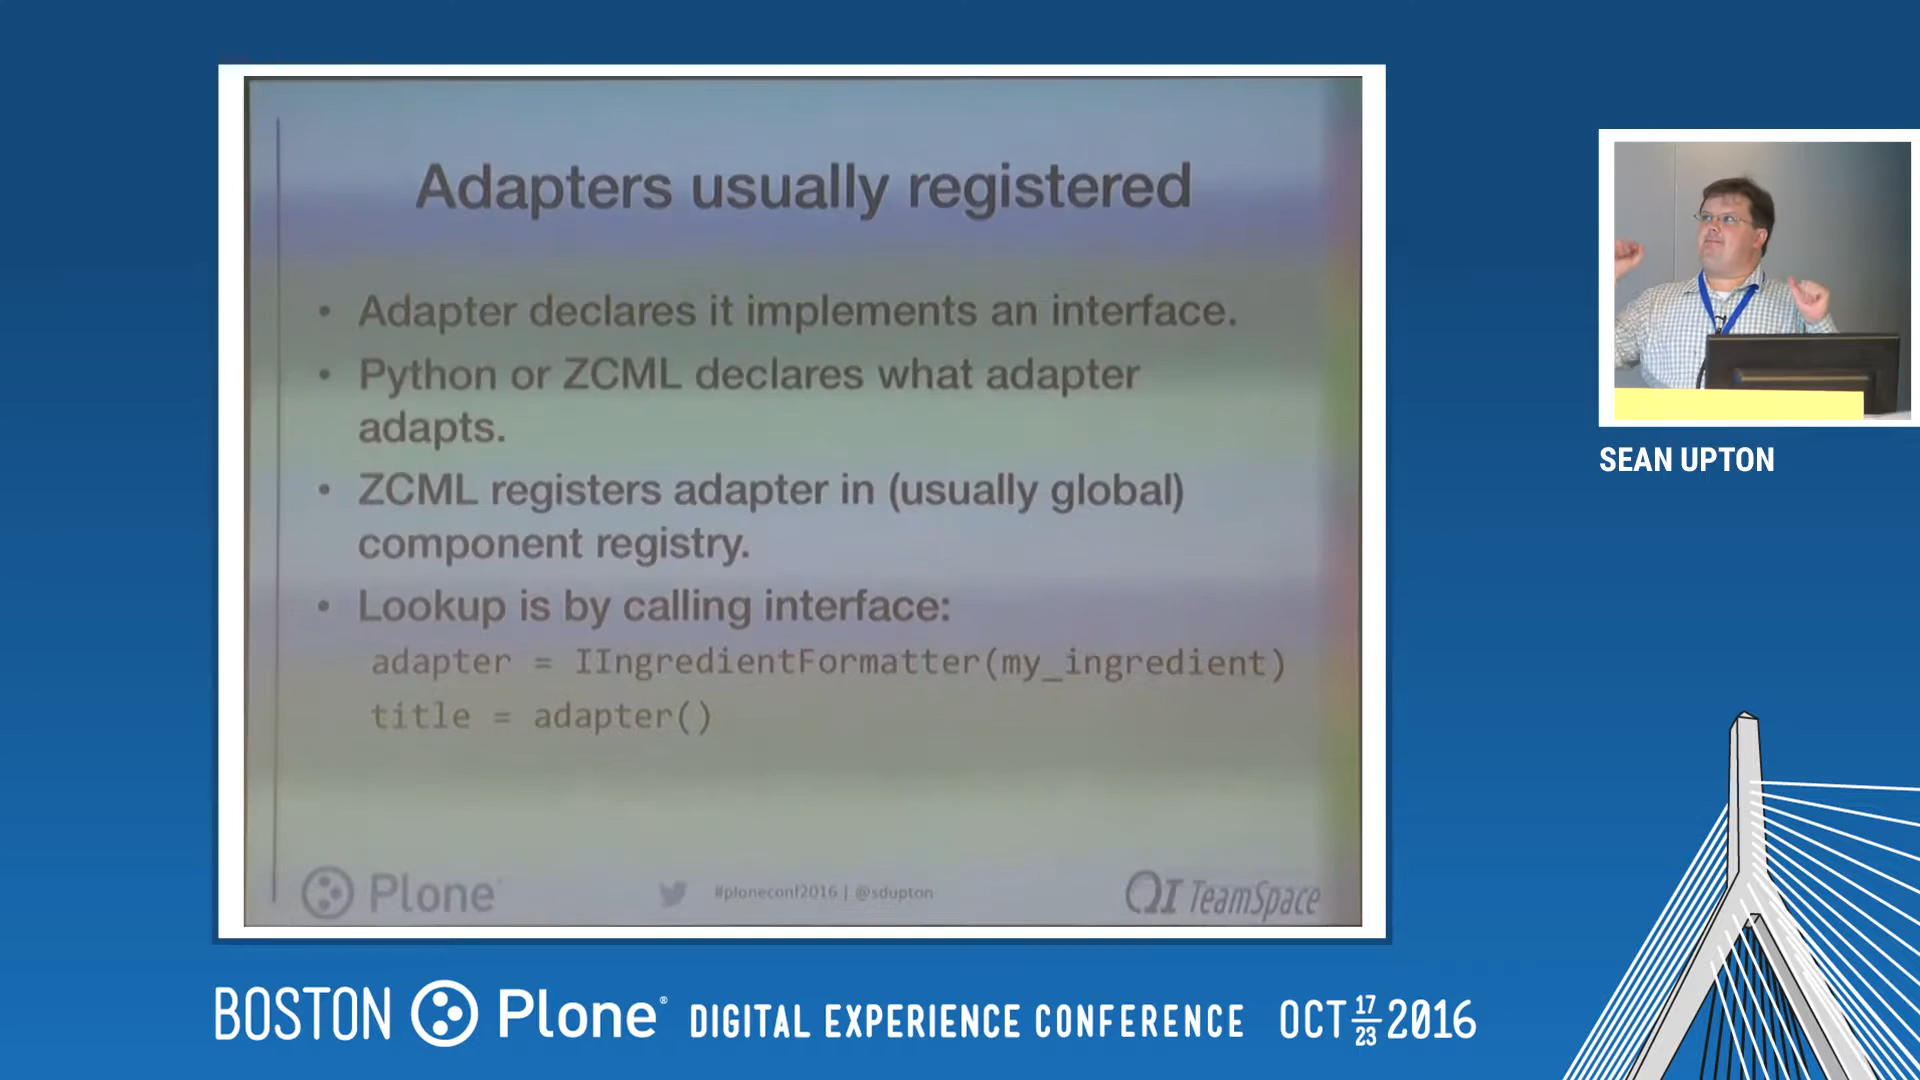 Adapters usually registered
• Adapter declares it implements an interface.
• Python or ZCML declares what adapter
adapts.
• ZCML registers adapter in (usually global)
component registry.
• Lookup is by calling interface:
adapter = IIngredientFormatter(my_ingredient)
title = adapter()
Plone
#ploneconf2016 | @sdupton
QI TeamSpace
SEAN UPTON
BOSTON Plone® DIGITAL EXPERIENCE CONFERENCE OCT 17 23 2016